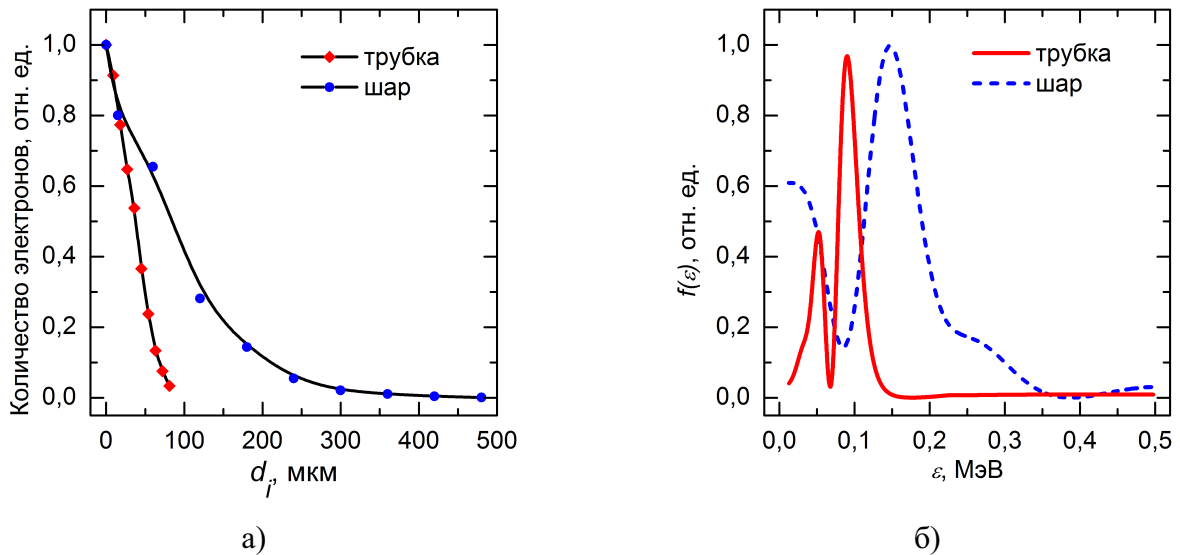 Количество электронов, отн. ед.
1,0
0,8
0,6
0,4
0,2
0,0
трубка
шар
0 100 200 300 400 500
d_i, мкм
а)
f(ε), отн. ед.
1,0
0,8
0,6
0,4
0,2
0,0
трубка
шар
0,0 0,1 0,2 0,3 0,4 0,5
ε, МэВ
б)